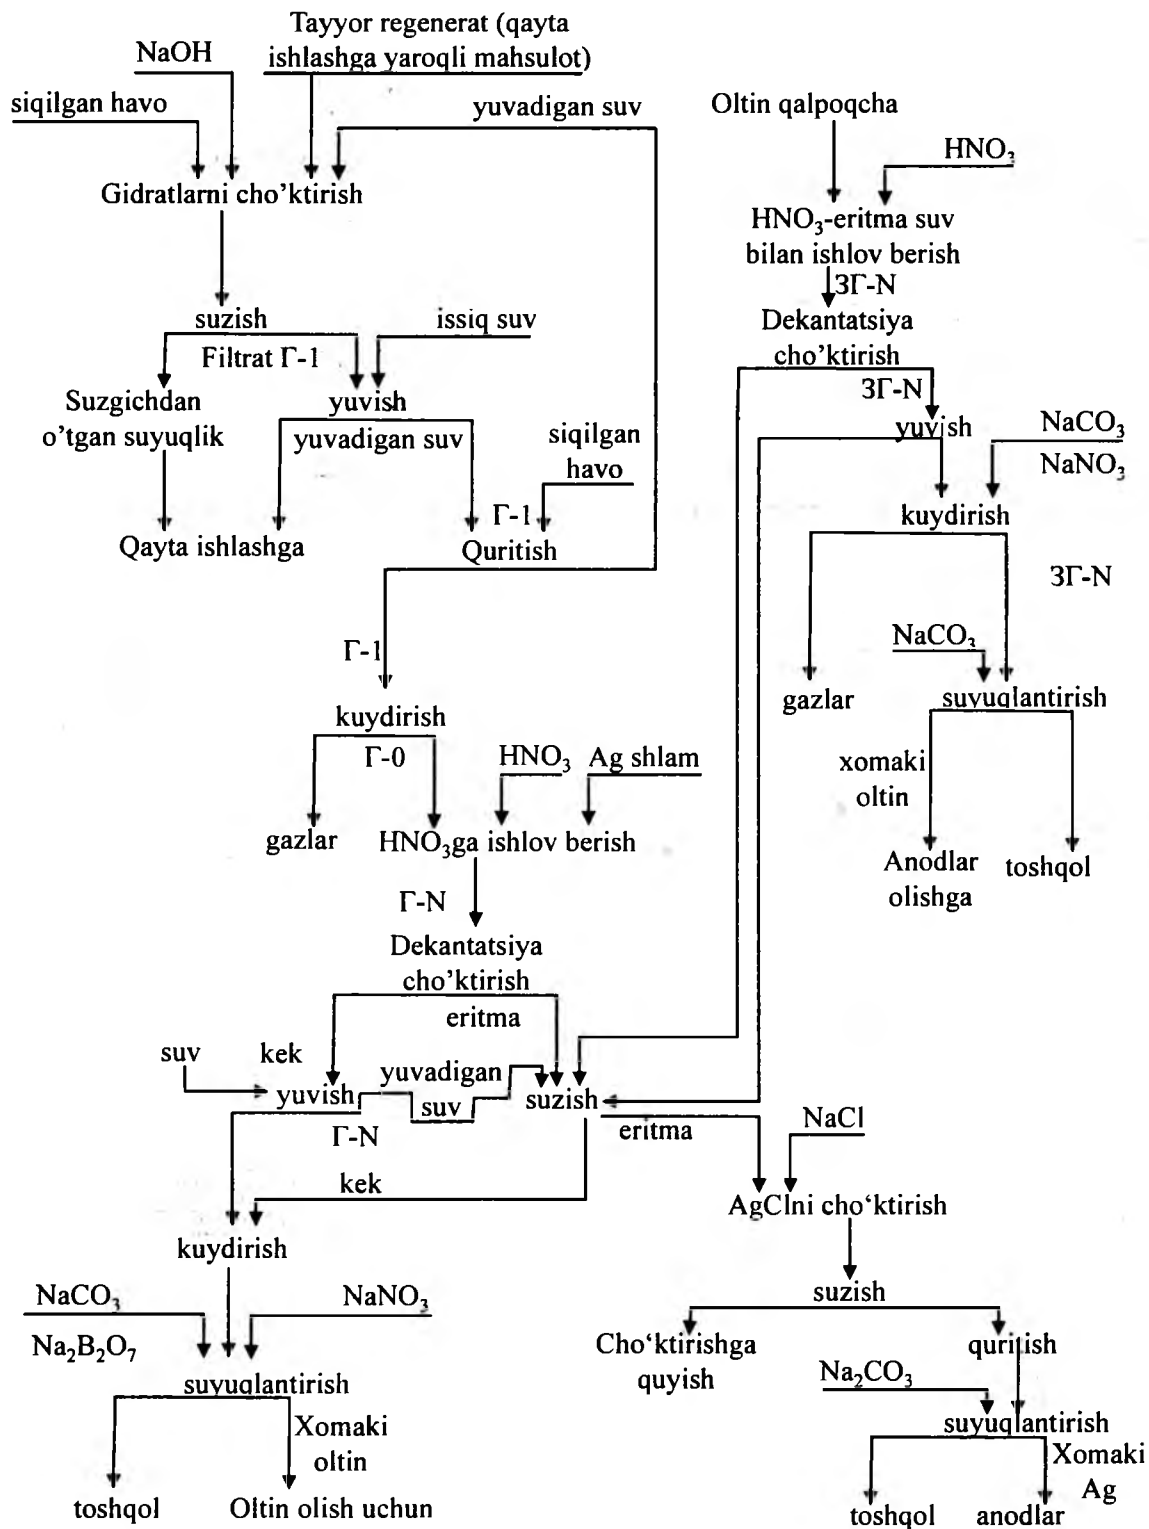 Tayyor regenerat (qayta
ishlashga yaroqli mahsulot)
NaOH
siqilgan havo
yuvadigan suv
Gidratlarni cho’ktirish
suzish
issiq suv
Filtrat Г-1
Suzgichdan
o’tgan suyuqlik
yuvish
yuvadigan suv
siqilgan
havo
Г-1
Qayta ishlashga
Quritish
Г-1
kuydirish
Г-0
HNO₃
Ag shlam
gazlar
HNO₃ga ishlov berish
Г-N
Dekantatsiya
cho’ktirish
eritma
suv
kek
yuvish
yuvadigan
suv
suzish
Г-N
eritma
kek
kuydirish
NaCO₃
NaNO₃
Na₂B₂O₇
suyuqlantirish
Xomaki
oltin
toshqol
Oltin olish uchun
Oltin qalpoqcha
HNO₃
HNO₃-eritma suv
bilan ishlov berish
ЗГ-N
Dekantatsiya
cho’ktirish
ЗГ-N
yuvish
NaCO₃
NaNO₃
kuydirish
ЗГ-N
NaCO₃
gazlar
suyuqlantirish
xomaki
oltin
Anodlar
olishga
toshqol
NaCl
AgClni cho‘ktirish
suzish
Cho‘ktirishga
quyish
quritish
Na₂CO₃
suyuqlantirish
Xomaki
Ag
toshqol
anodlar